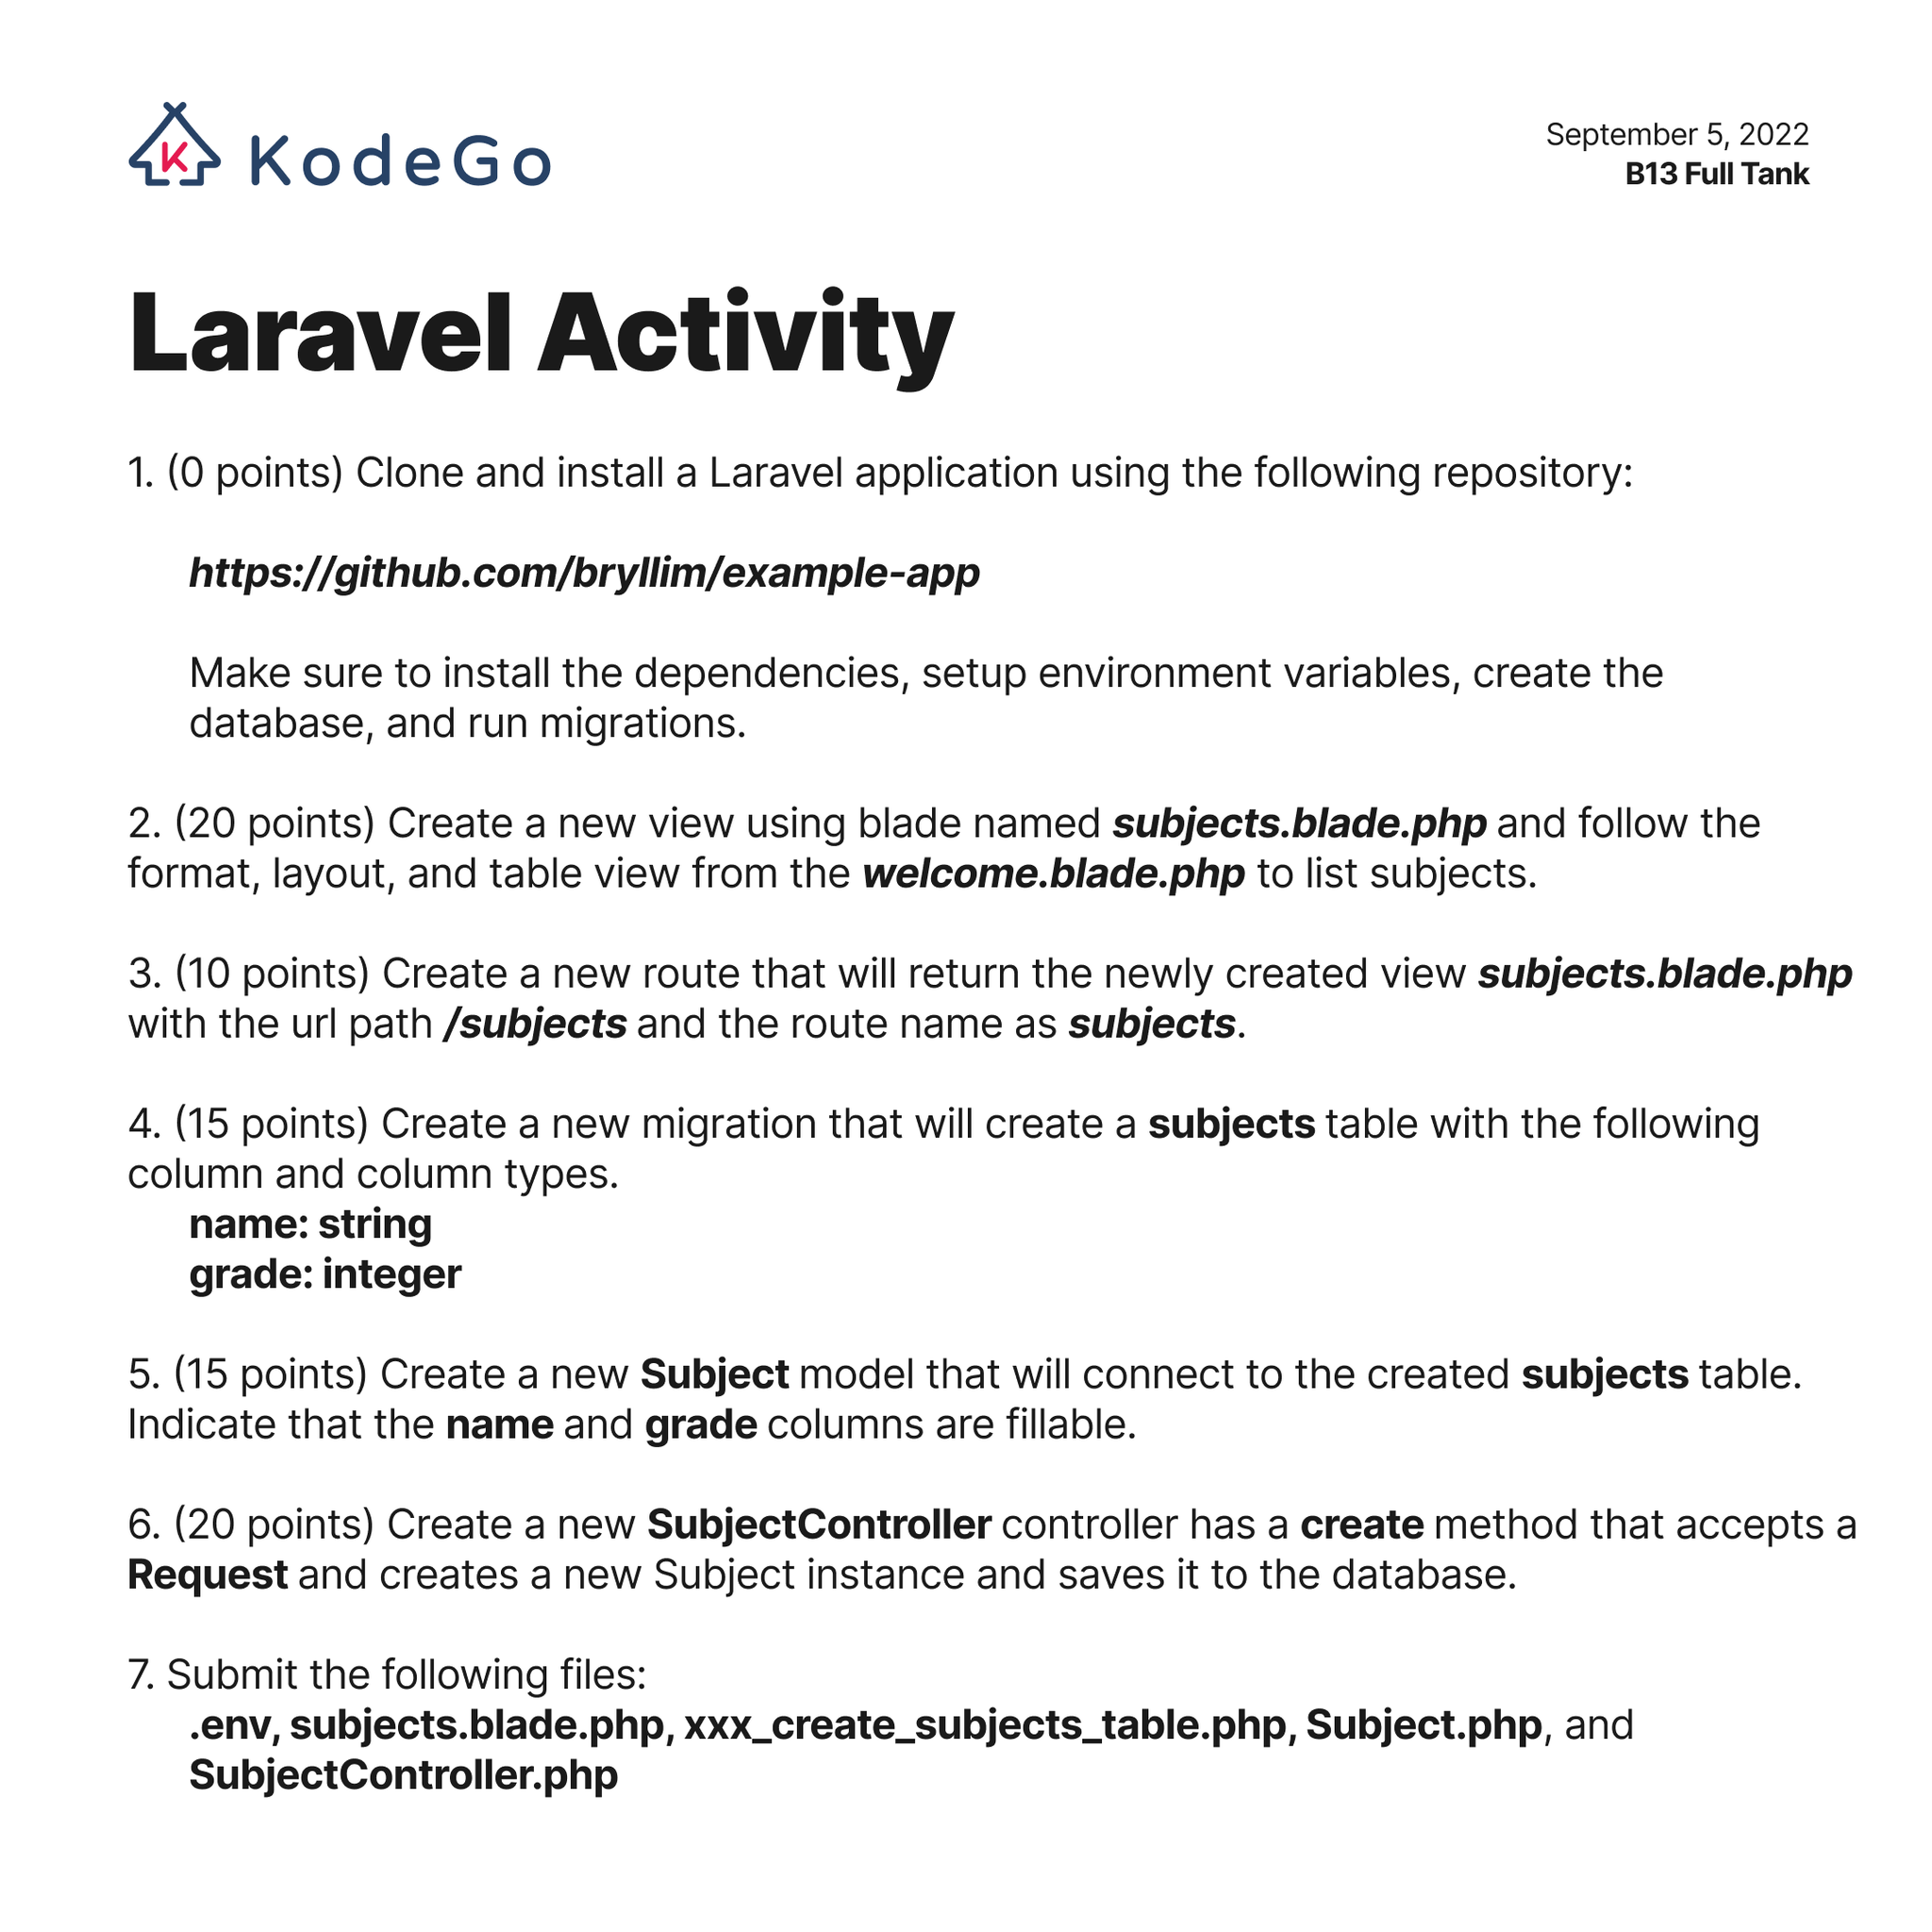 KodeGo
September 5, 2022
B13 Full Tank
Laravel Activity
1. (0 points) Clone and install a Laravel application using the following repository:
https://github.com/bryllim/example-app
Make sure to install the dependencies, setup environment variables, create the
database, and run migrations.
2. (20 points) Create a new view using blade named subjects.blade.php and follow the
format, layout, and table view from the welcome.blade.php to list subjects.
3. (10 points) Create a new route that will return the newly created view subjects.blade.php
with the url path /subjects and the route name as subjects.
4. (15 points) Create a new migration that will create a subjects table with the following
column and column types.
name: string
grade: integer
5. (15 points) Create a new Subject model that will connect to the created subjects table.
Indicate that the name and grade columns are fillable.
6. (20 points) Create a new SubjectController controller has a create method that accepts a
Request and creates a new Subject instance and saves it to the database.
7. Submit the following files:
.env, subjects.blade.php, xxx_create_subjects_table.php, Subject.php, and
SubjectController.php